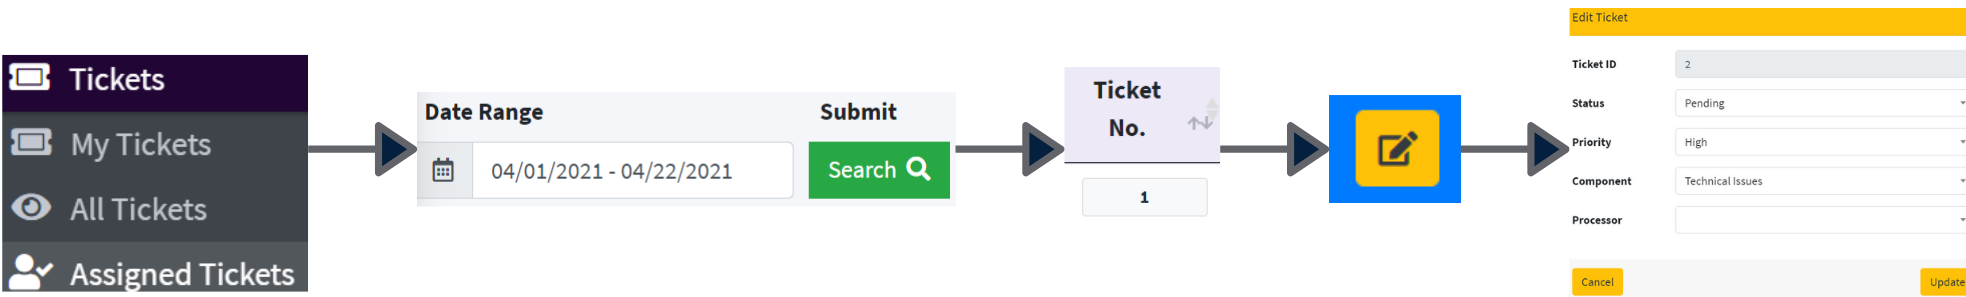 Tickets
My Tickets
All Tickets
Assigned Tickets
Date Range
Submit
04/01/2021 - 04/22/2021
Search
Ticket
No.
1
Edit Ticket
Ticket ID
2
Status
Pending
Priority
High
Component
Technical Issues
Processor
Cancel
Update